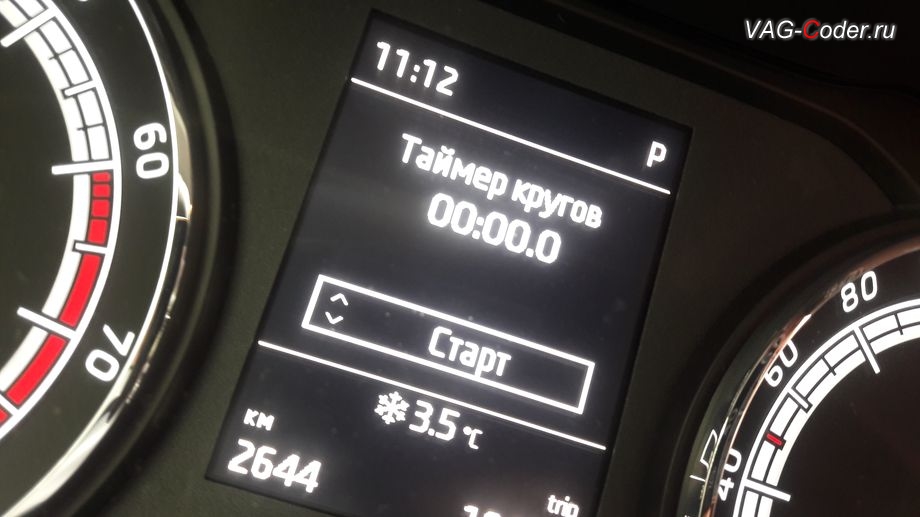 VAG-Coder.ru
11:12
P
Таймер кругов
00:00.0
Старт
3.5 °C
км
2644
trip
60
70
80
60
40